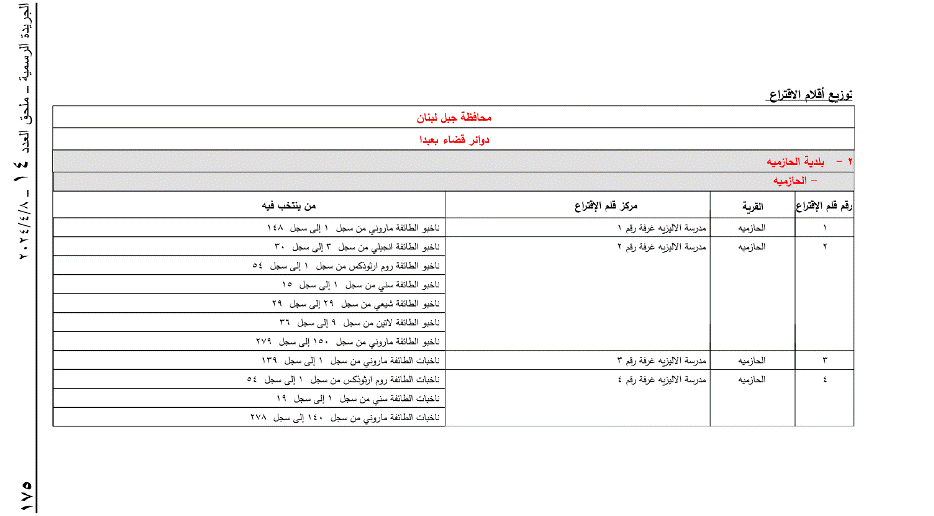 الجريدة الرسمية – ملحق العدد ١٤ – ٢٠٢٤/٤/٨
توزيع أقلام الاقتراع
محافظة جبل لبنان
دوائر قضاء بعبدا
٢ - بلدية الحازميه
- الحازميه
رقم قلم الإقتراع القرية مركز قلم الإقتراع من ينتخب فيه
١ الحازميه مدرسة الاليزيه غرفة رقم ١ ناخبو الطائفة ماروني من سجل ١ إلى سجل ١٤٨
٢ الحازميه مدرسة الاليزيه غرفة رقم ٢ ناخبو الطائفة انجيلي من سجل ٣ إلى سجل ٣٠
ناخبو الطائفة روم ارثوذكس من سجل ١ إلى سجل ٥٤
ناخبو الطائفة سني من سجل ١ إلى سجل ١٥
ناخبو الطائفة شيعي من سجل ٢٩ إلى سجل ٢٩
ناخبو الطائفة لاتين من سجل ٩ إلى سجل ٣٦
ناخبو الطائفة ماروني من سجل ١٥٠ إلى سجل ٢٧٩
٣ الحازميه مدرسة الاليزيه غرفة رقم ٣ ناخبات الطائفة ماروني من سجل ١ إلى سجل ١٣٩
٤ الحازميه مدرسة الاليزيه غرفة رقم ٤ ناخبات الطائفة روم ارثوذكس من سجل ١ إلى سجل ٥٤
ناخبات الطائفة سني من سجل ١ إلى سجل ١٩
ناخبات الطائفة ماروني من سجل ١٤٠ إلى سجل ٢٧٨
١٧٥